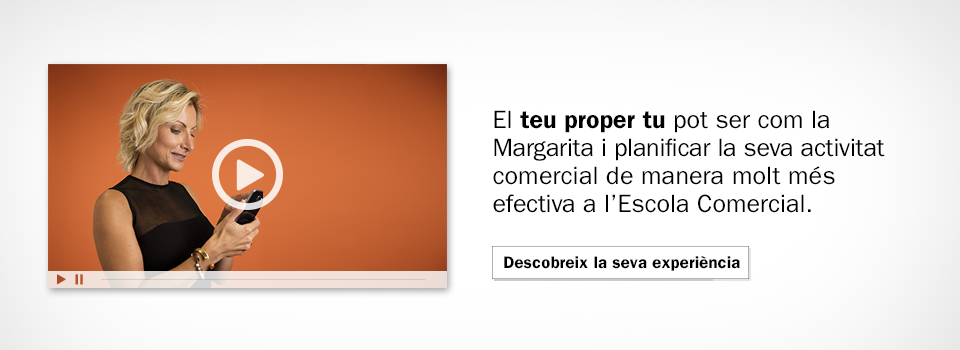 El teu proper tu pot ser com la
Margarita i planificar la seva activitat
comercial de manera molt més
efectiva a l’Escola Comercial.
Descobreix la seva experiència